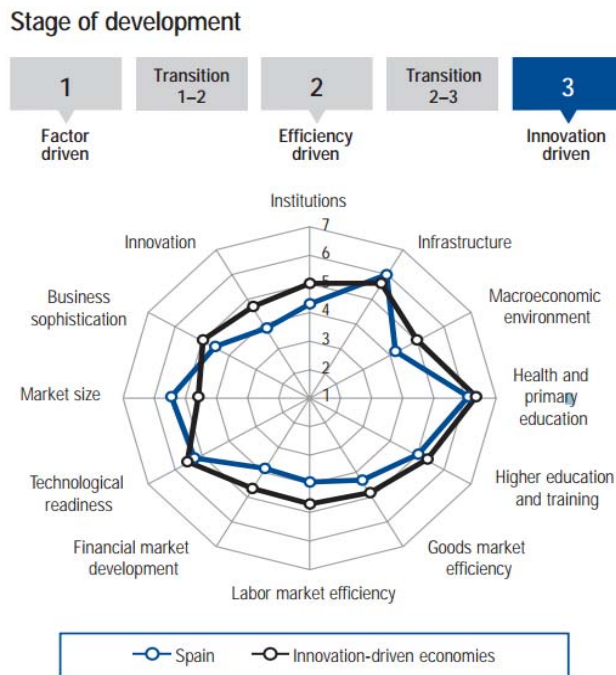 Stage of development
1
Transition
1–2
2
Transition
2–3
3
Factor
driven
Efficiency
driven
Innovation
driven
Institutions
Innovation
Infrastructure
Business
sophistication
Macroeconomic
environment
Market size
Health and
primary
education
Technological
readiness
Higher education
and training
Financial market
development
Goods market
efficiency
Labor market efficiency
7
6
5
4
3
2
1
Spain
Innovation-driven economies